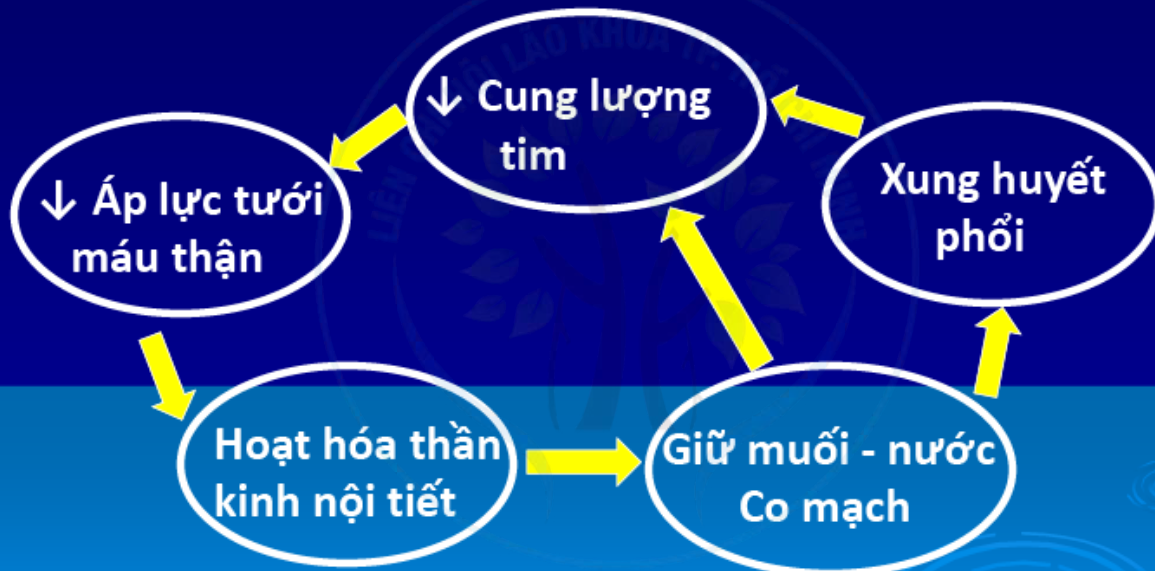 ↓ Cung lượng
tim
↓ Áp lực tưới
máu thận
Xung huyết
phổi
Hoạt hóa thần
kinh nội tiết
Giữ muối - nước
Co mạch